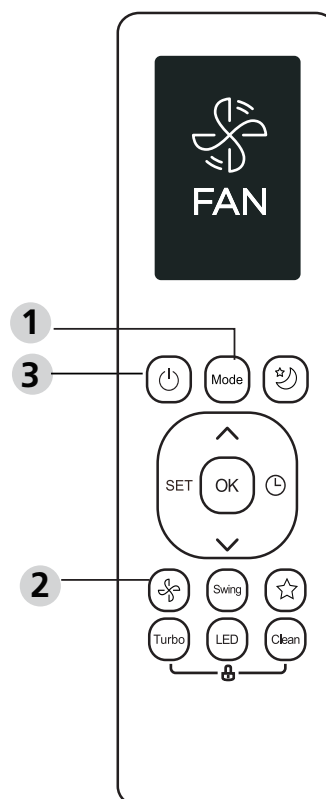 FAN
1
3
Mode
SET OK
2
Swing
Turbo LED Clean